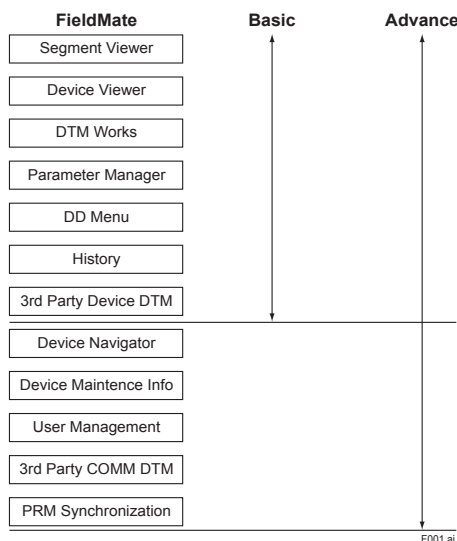 FieldMate Basic Advance
Segment Viewer
Device Viewer
DTM Works
Parameter Manager
DD Menu
History
3rd Party Device DTM
Device Navigator
Device Maintence Info
User Management
3rd Party COMM DTM
PRM Synchronization
F001.ai